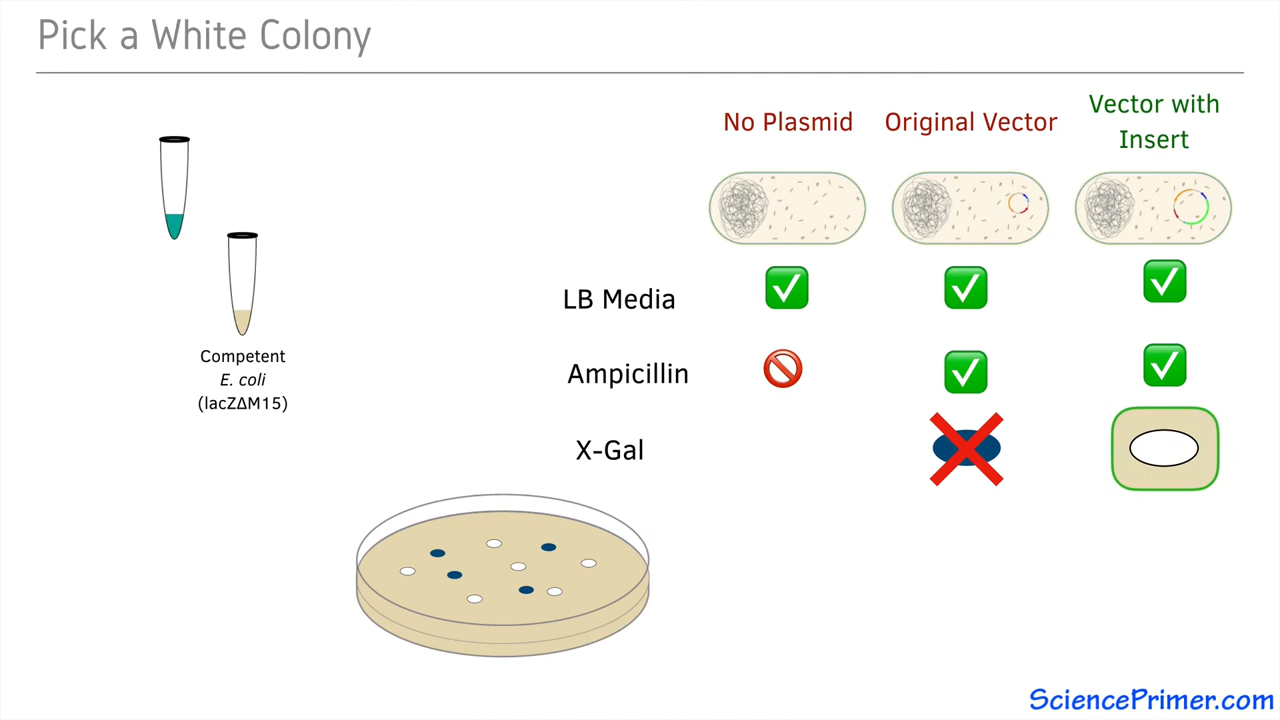 Pick a White Colony
No Plasmid
Original Vector
Vector with
Insert
LB Media
Ampicillin
X-Gal
Competent
E. coli
(lacZΔM15)
SciencePrimer.com